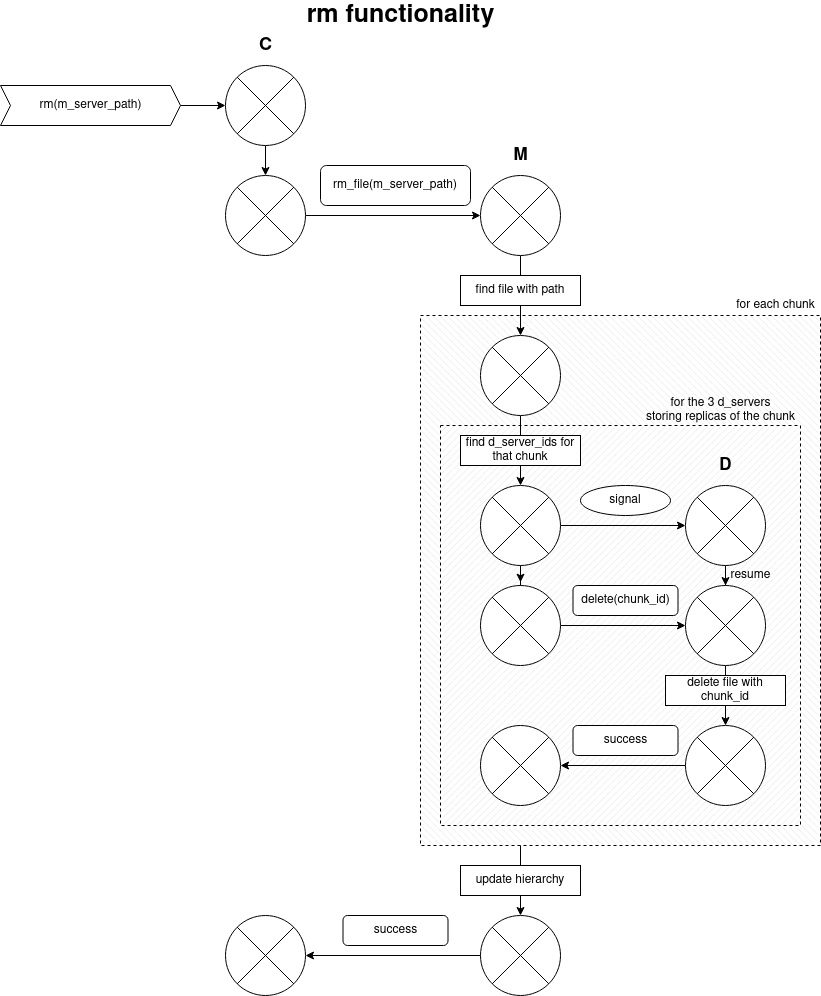 rm functionality
C
rm(m_server_path)
M
rm_file(m_server_path)
find file with path
for each chunk
for the 3 d_servers
storing replicas of the chunk
find d_server_ids for
that chunk
D
signal
resume
delete(chunk_id)
delete file with
chunk_id
success
update hierarchy
success